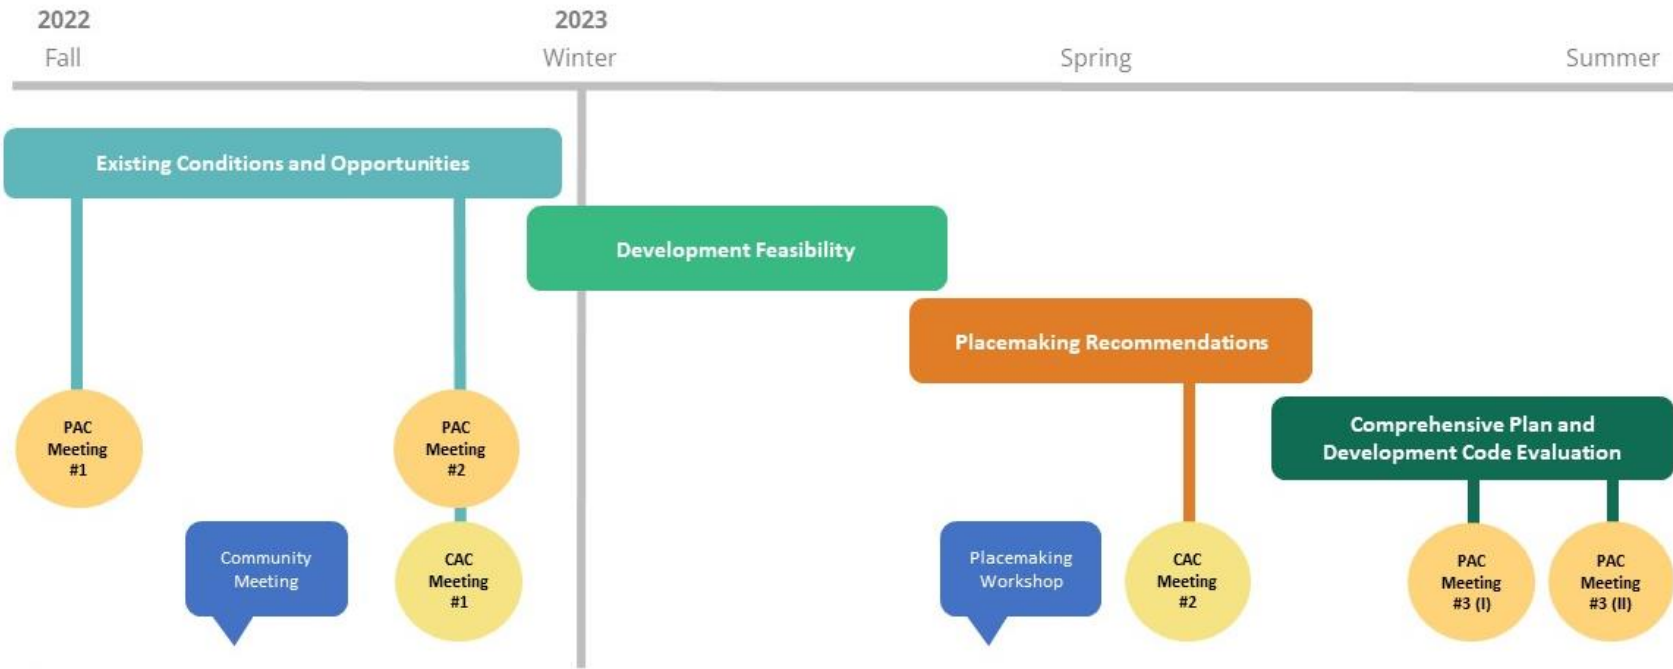 2022
2023
Fall
Winter
Spring
Summer
Existing Conditions and Opportunities
Development Feasibility
Placemaking Recommendations
Comprehensive Plan and
Development Code Evaluation
PAC
Meeting
#1
PAC
Meeting
#2
Community
Meeting
CAC
Meeting
#1
Placemaking
Workshop
CAC
Meeting
#2
PAC
Meeting
#3 (I)
PAC
Meeting
#3 (II)